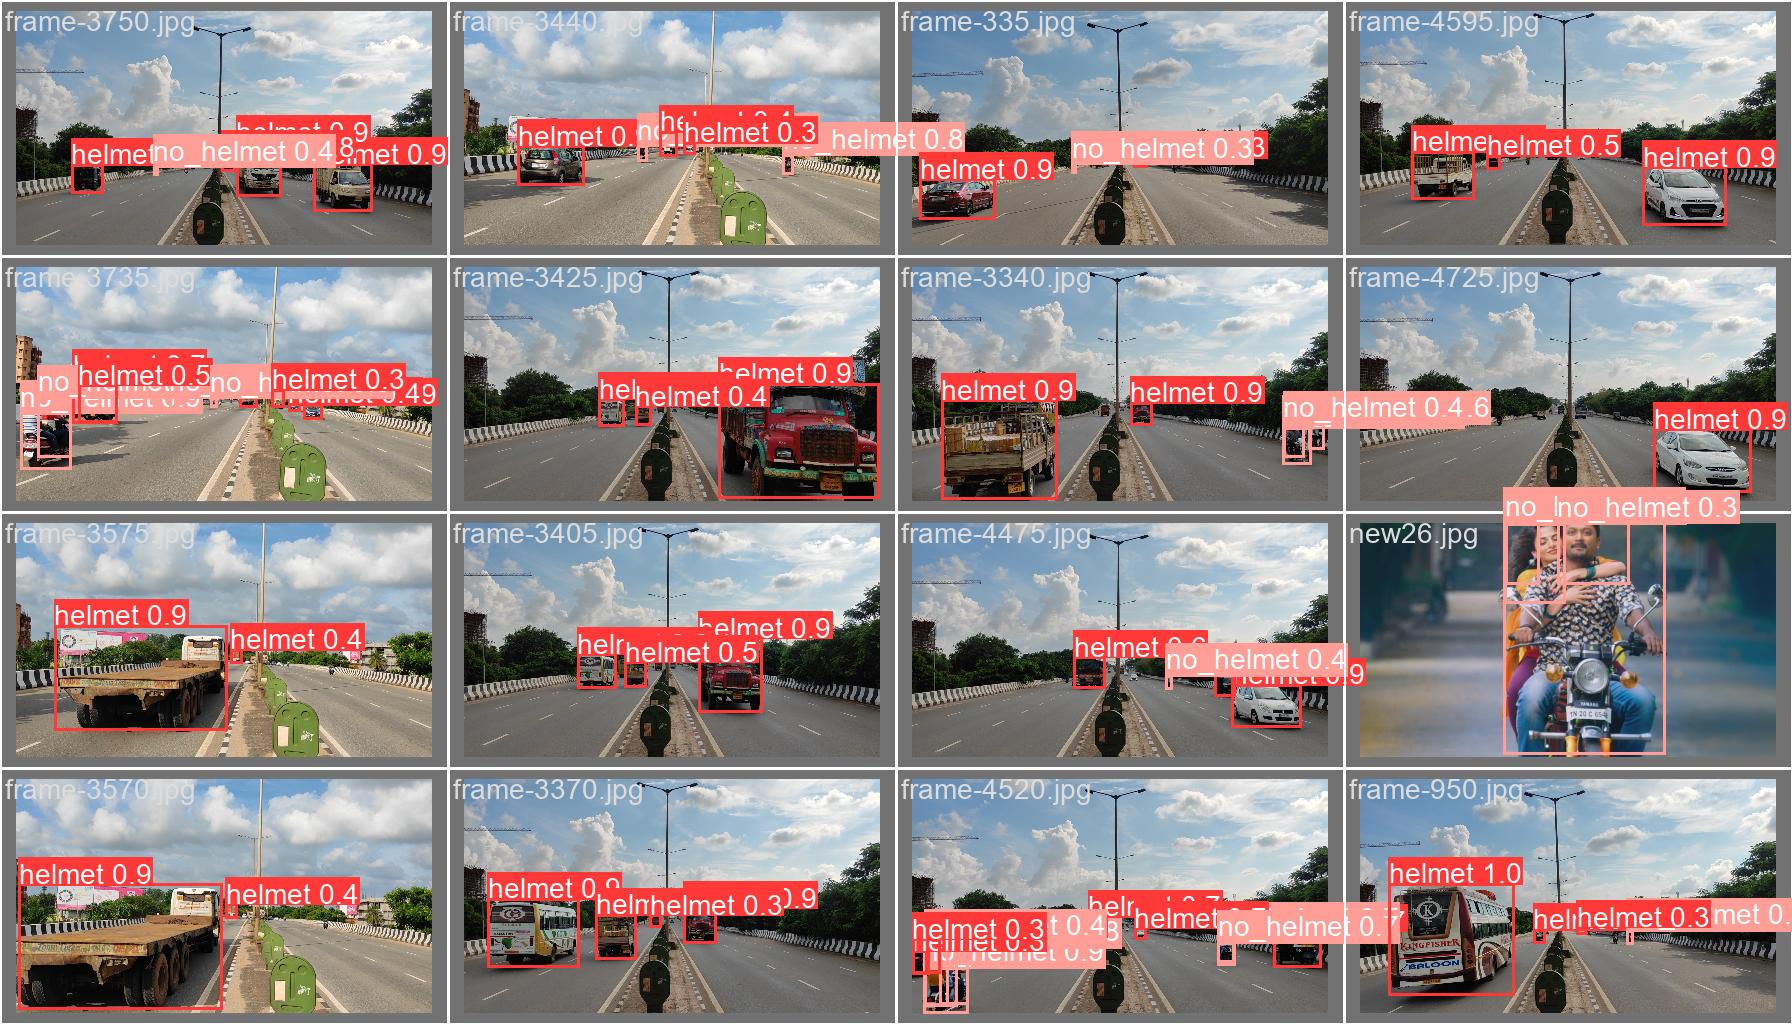 frame-3750.jpg
helmet 0.9
helmet
no_helmet 0.4
helmet 0.9
frame-3440.jpg
helmet
helmet 0.3
helmet 0.8
frame-335.jpg
helmet 0.9
no_helmet 0.3
frame-4595.jpg
helmet 0.5
helmet 0.9
frame-3735.jpg
helmet 0.5
helmet 0.3
frame-3425.jpg
helmet 0.9
helmet 0.4
frame-3340.jpg
helmet 0.9
helmet 0.9
no_helmet 0.4
frame-4725.jpg
helmet 0.9
frame-3575.jpg
helmet 0.9
helmet 0.4
frame-3405.jpg
helmet 0.9
helmet 0.5
frame-4475.jpg
helmet
no_helmet 0.4
new26.jpg
no_helmet 0.3
YAMAHA
frame-3570.jpg
helmet 0.9
helmet 0.4
frame-3370.jpg
helmet 0.9
helmet 0.3
frame-4520.jpg
helmet 0.3
helmet
no_helmet 0.7
frame-950.jpg
helmet 1.0
helmet 0.3
KINGFISHER
BALOON